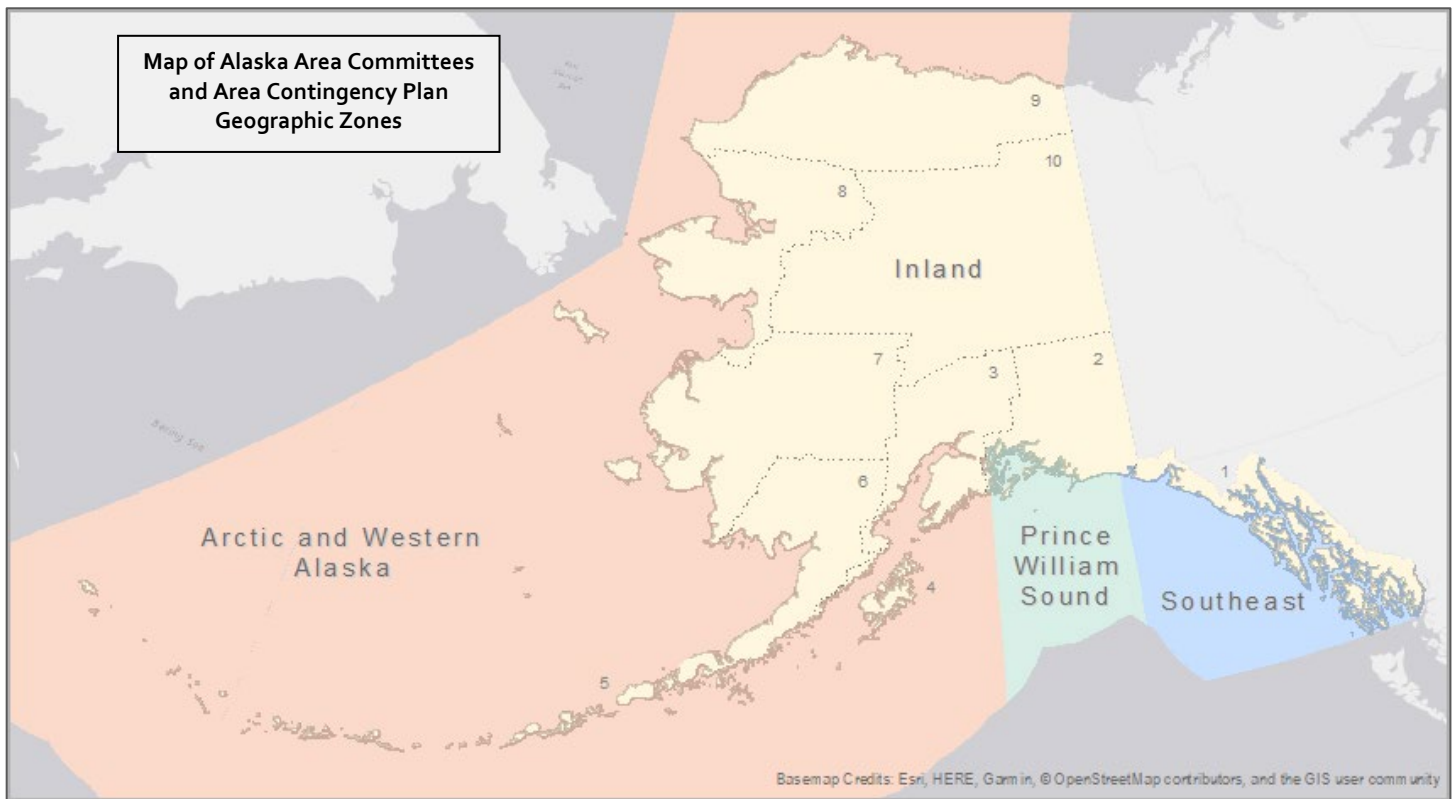 Map of Alaska Area Committees
and Area Contingency Plan
Geographic Zones
9
10
8
Inland
7
3
2
Bering Sea
6
1
Arctic and Western
Alaska
Prince
William
Sound
4
Southeast
5
Basemap Credits: Esri, HERE, Garmin, © OpenStreetMap contributors, and the GIS user community